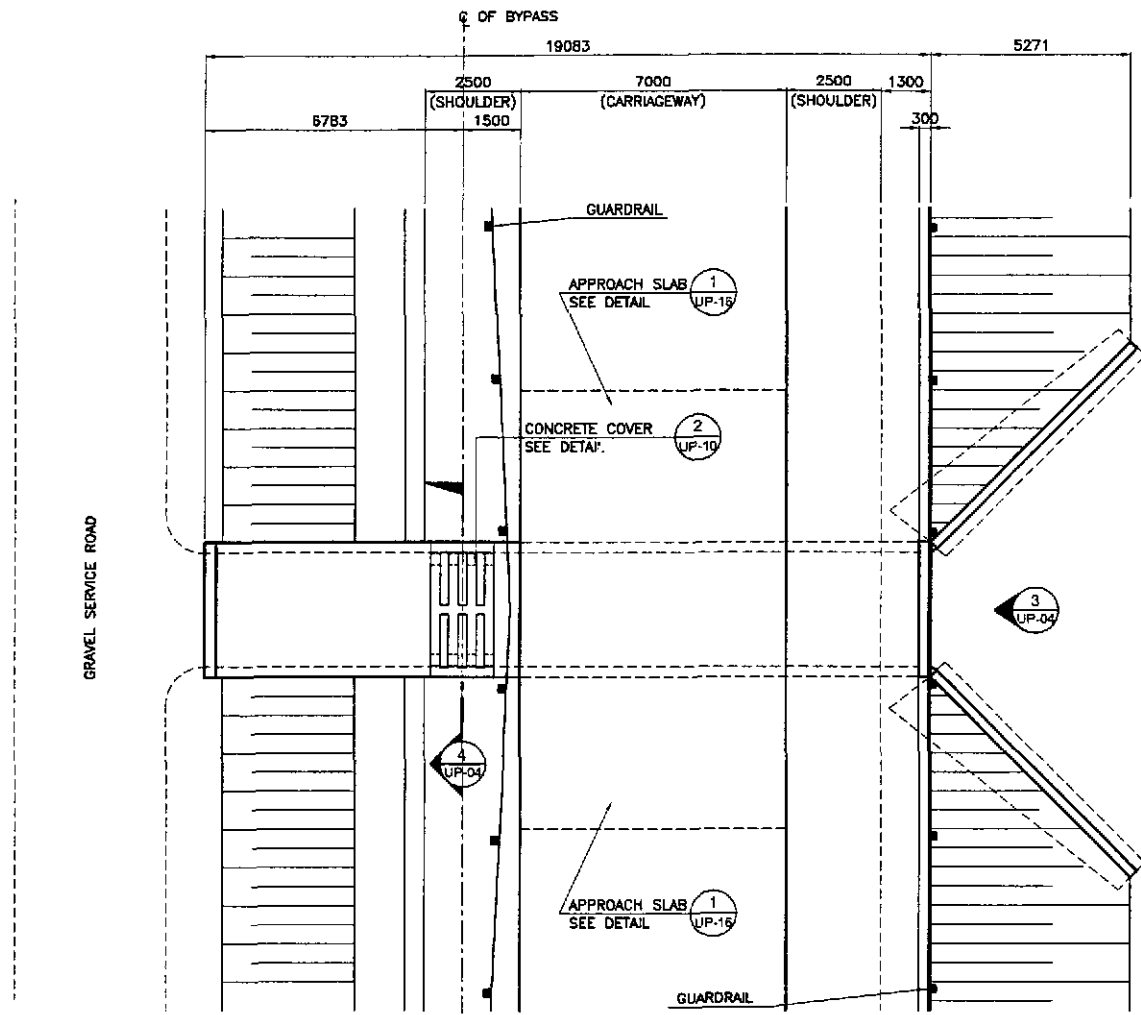 ℄ OF BYPASS
19083
5271
2500
(SHOULDER)
7000
(CARRIAGEWAY)
2500
(SHOULDER)
1300
6783
1500
300
GUARDRAIL
APPROACH SLAB
SEE DETAIL
1
UP-16
CONCRETE COVER
SEE DETAIL
2
UP-10
GRAVEL SERVICE ROAD
3
UP-04
4
UP-04
APPROACH SLAB
SEE DETAIL
1
UP-16
GUARDRAIL